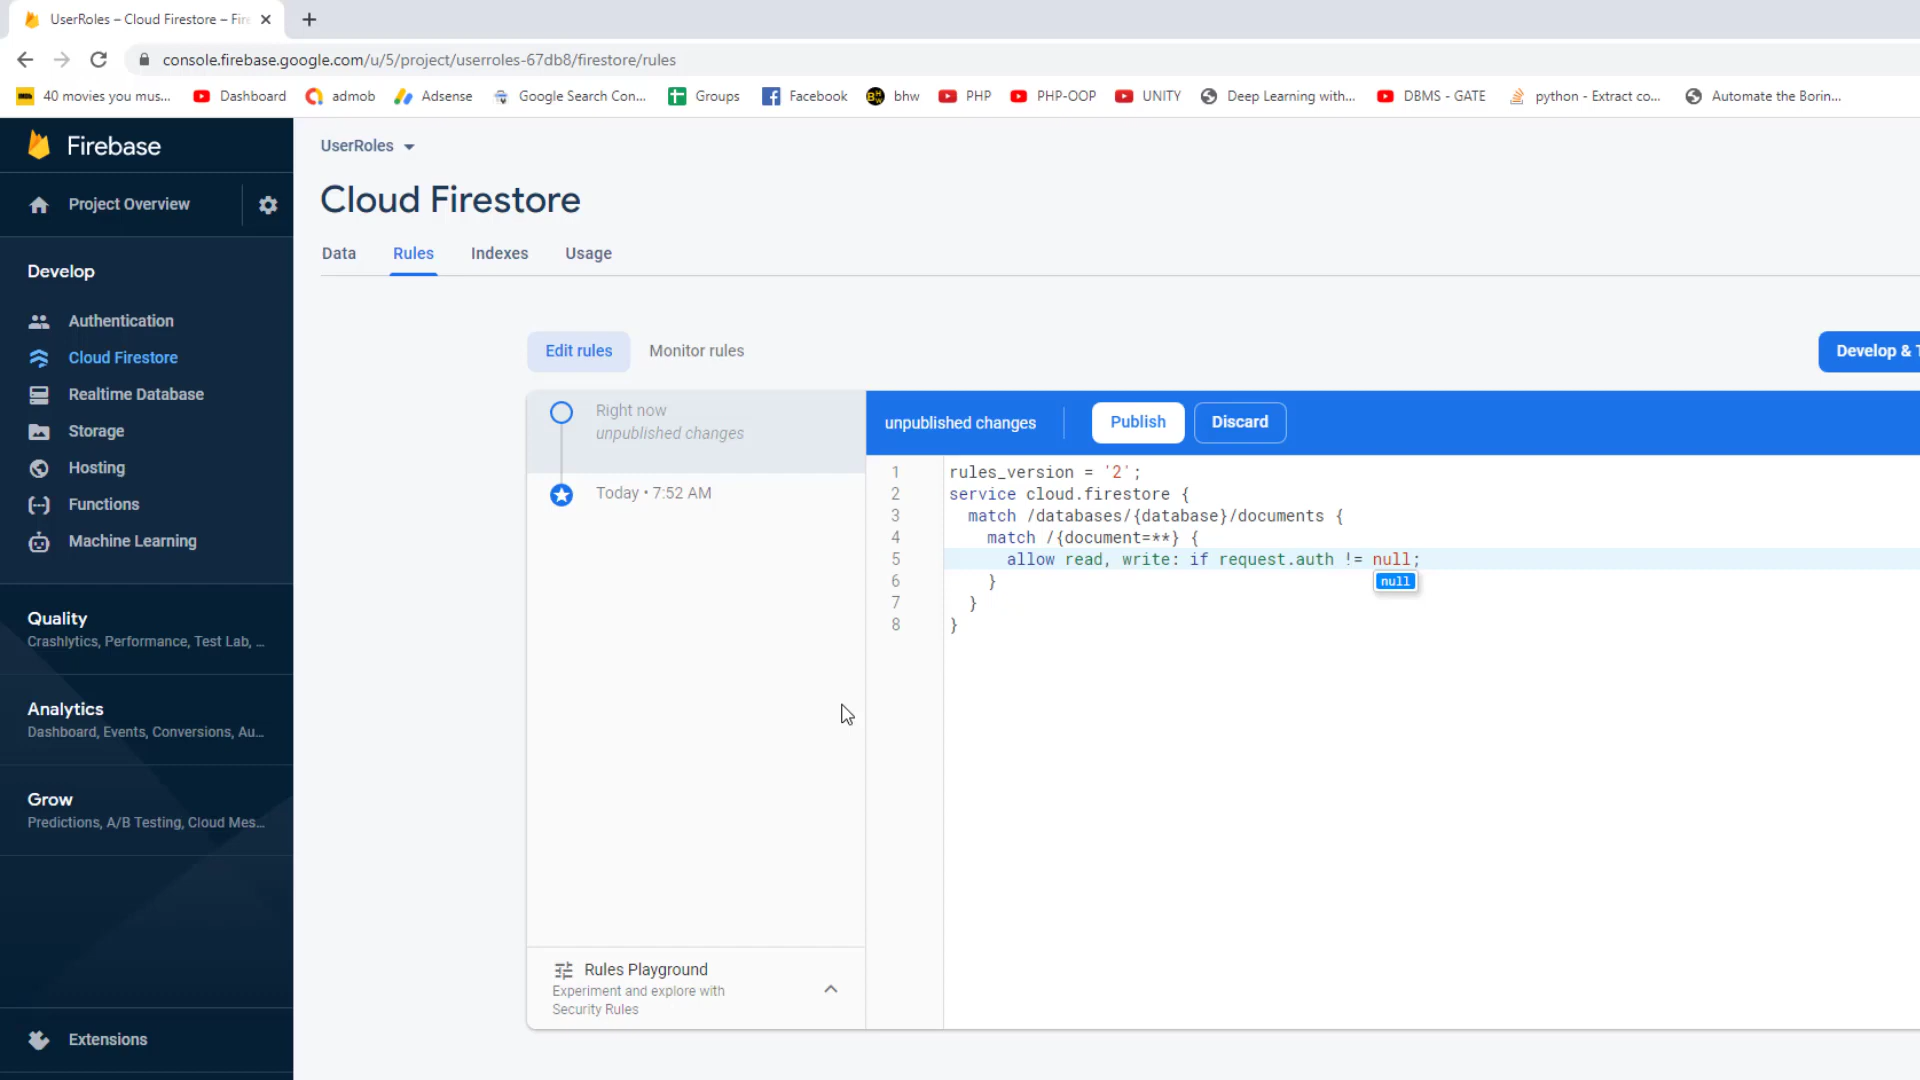 UserRoles – Cloud Firestore – Fire
console.firebase.google.com/u/5/project/userroles-67db8/firestore/rules
40 movies you mus... Dashboard admob Adsense Google Search Con... Groups Facebook bhw PHP PHP-OOP UNITY Deep Learning with... DBMS - GATE python - Extract co... Automate the Borin...
Firebase
Project Overview
Develop
Authentication
Cloud Firestore
Realtime Database
Storage
Hosting
Functions
Machine Learning
Quality
Crashlytics, Performance, Test Lab, ...
Analytics
Dashboard, Events, Conversions, Au...
Grow
Predictions, A/B Testing, Cloud Mes...
Extensions
UserRoles
Cloud Firestore
Data Rules Indexes Usage
Edit rules Monitor rules
Develop & T
Right now
unpublished changes
Today • 7:52 AM
Rules Playground
Experiment and explore with
Security Rules
unpublished changes Publish Discard
1 rules_version = '2';
2 service cloud.firestore {
3 match /databases/{database}/documents {
4 match /{document=**} {
5 allow read, write: if request.auth != null;
null
6 }
7 }
8 }